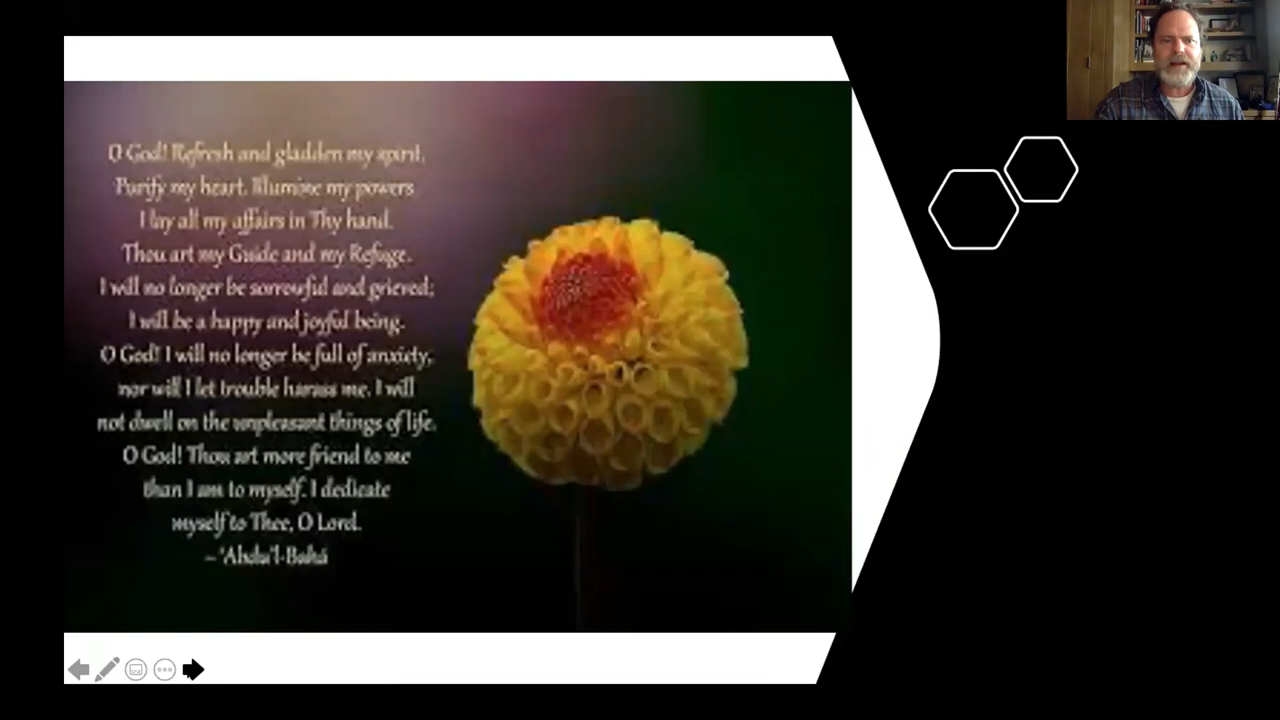 O God! Refresh and gladden my spirit.
Purify my heart. Illumine my powers
I lay all my affairs in Thy hand.
Thou art my Guide and my Refuge.
I will no longer be sorrowful and grieved;
I will be a happy and joyful being.
O God! I will no longer be full of anxiety,
nor will I let trouble harass me. I will
not dwell on the unpleasant things of life.
O God! Thou art more friend to me
than I am to myself. I dedicate
myself to Thee, O Lord.
– 'Abdu'l-Bahá